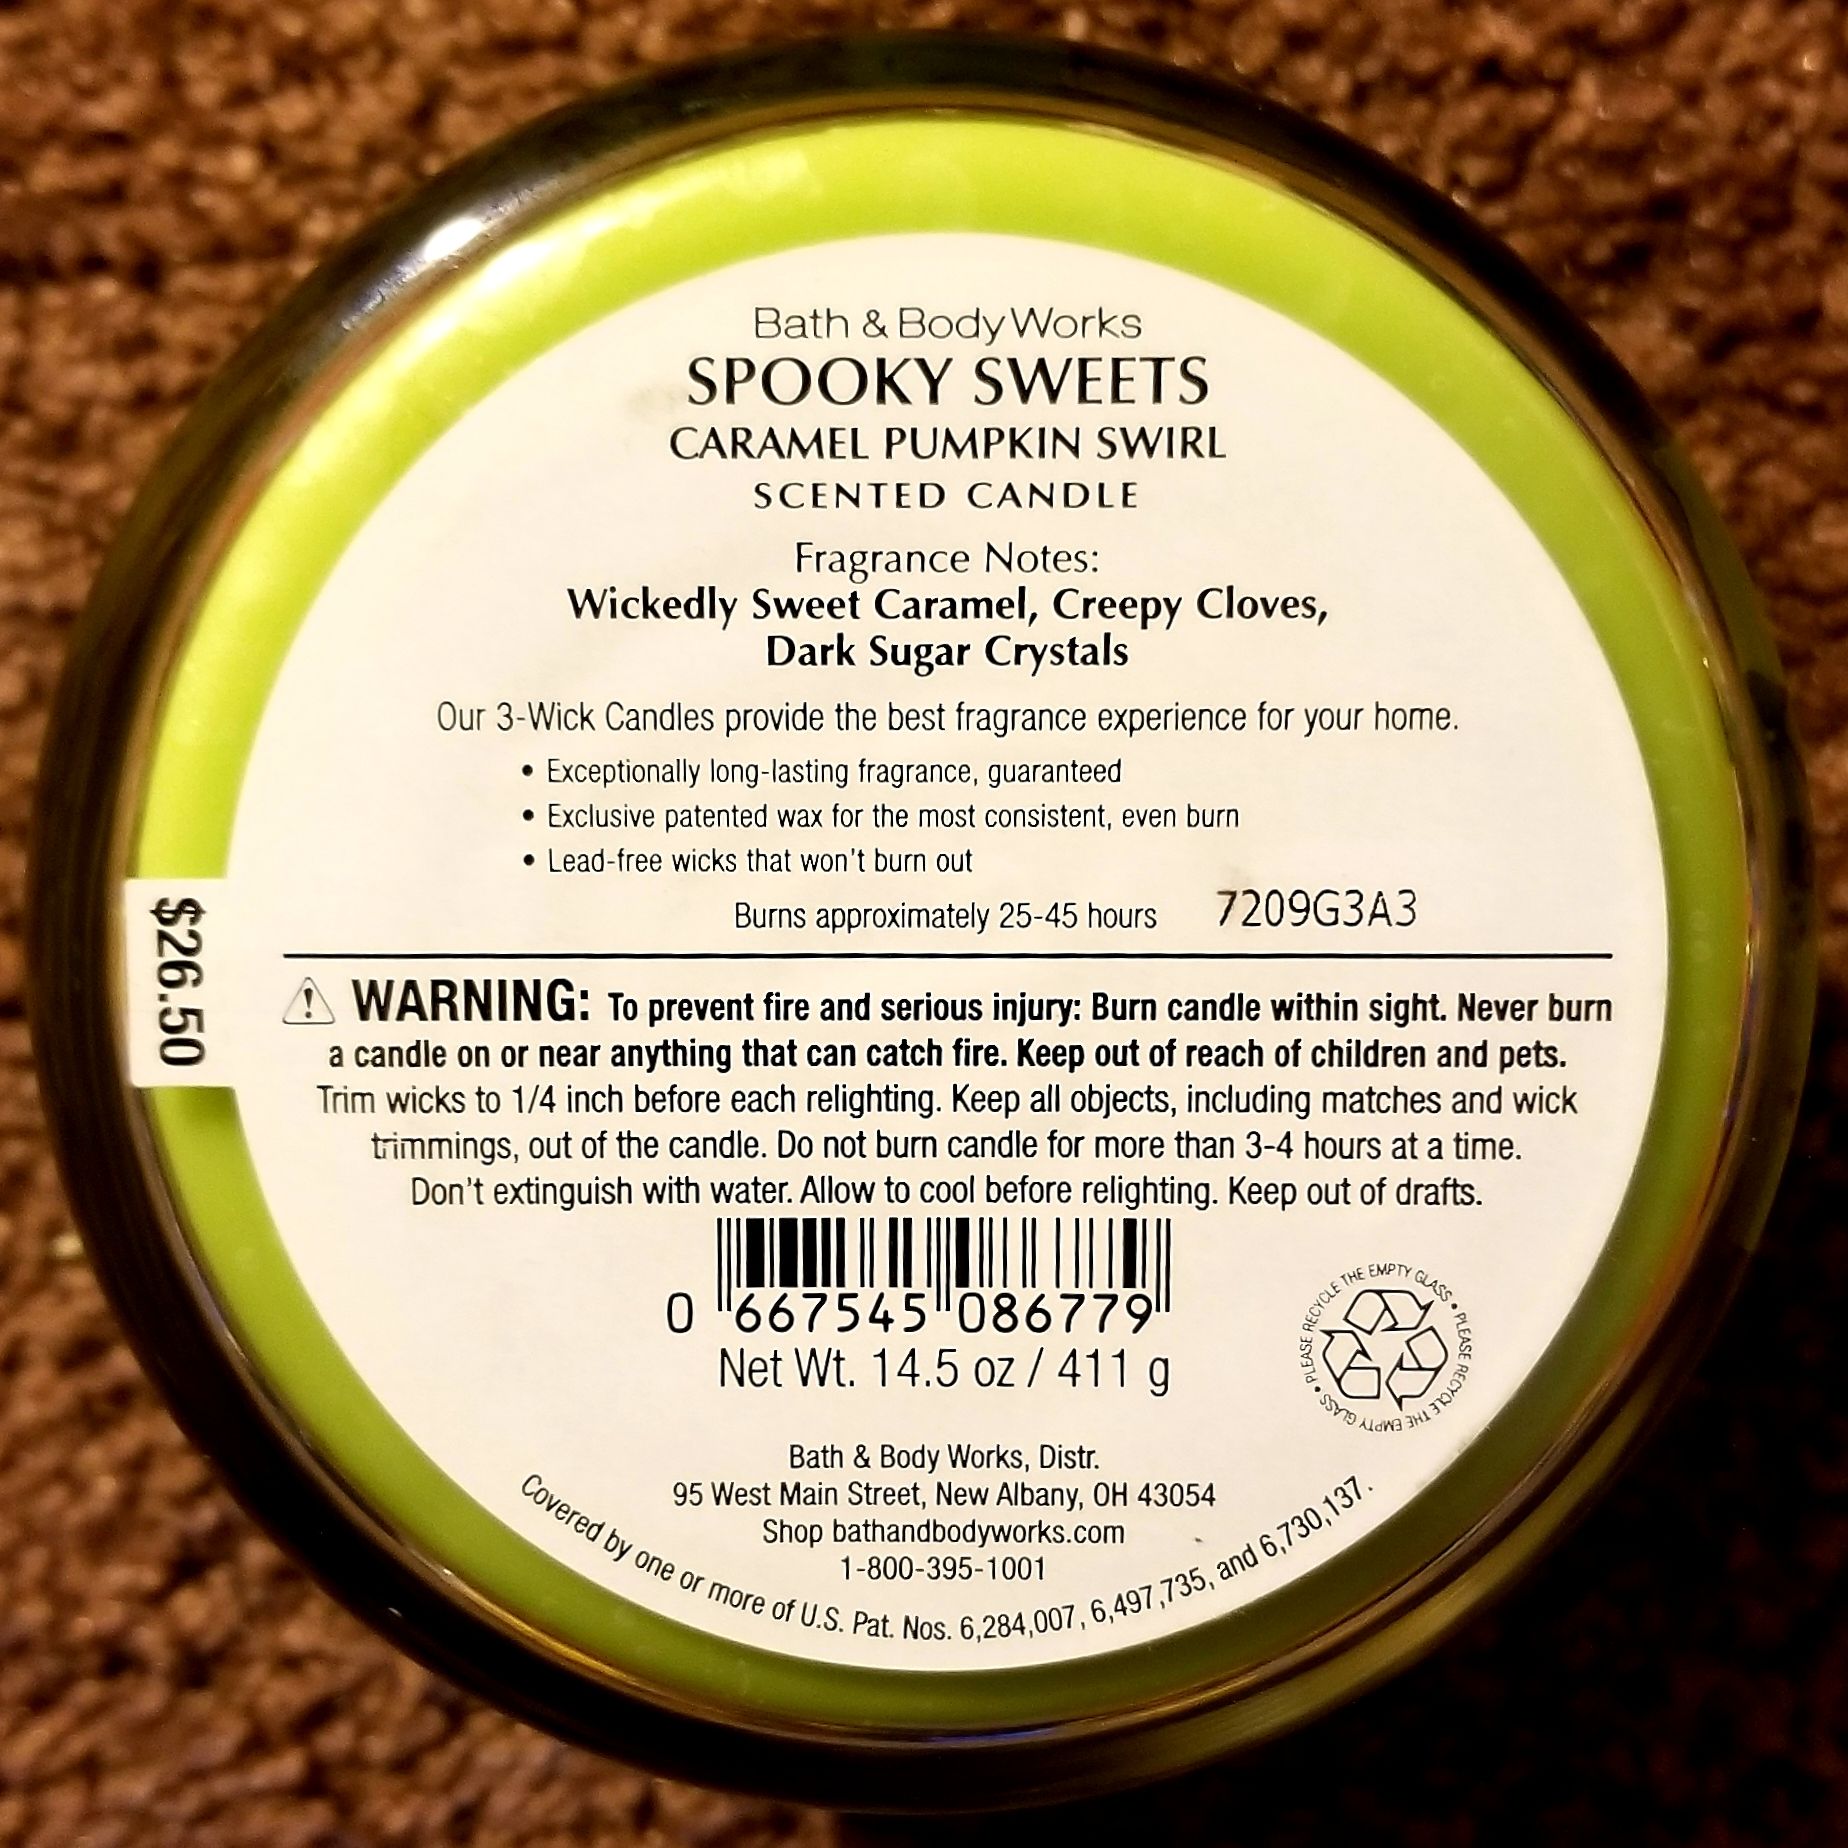 Bath & Body Works
SPOOKY SWEETS
CARAMEL PUMPKIN SWIRL
SCENTED CANDLE
Fragrance Notes:
Wickedly Sweet Caramel, Creepy Cloves,
Dark Sugar Crystals
Our 3-Wick Candles provide the best fragrance experience for your home.
• Exceptionally long-lasting fragrance, guaranteed
• Exclusive patented wax for the most consistent, even burn
• Lead-free wicks that won't burn out
Burns approximately 25-45 hours 7209G3A3
$26.50
WARNING: To prevent fire and serious injury: Burn candle within sight. Never burn
a candle on or near anything that can catch fire. Keep out of reach of children and pets.
Trim wicks to 1/4 inch before each relighting. Keep all objects, including matches and wick
trimmings, out of the candle. Do not burn candle for more than 3-4 hours at a time.
Don't extinguish with water. Allow to cool before relighting. Keep out of drafts.
0 667545 086779
Net Wt. 14.5 oz / 411 g
PLEASE RECYCLE THE EMPTY GLASS • PLEASE RECYCLE THE EMPTY GLASS •
Bath & Body Works, Distr.
95 West Main Street, New Albany, OH 43054
Shop bathandbodyworks.com
1-800-395-1001
Covered by one or more of U.S. Pat. Nos. 6,284,007, 6,497,735, and 6,730,137.